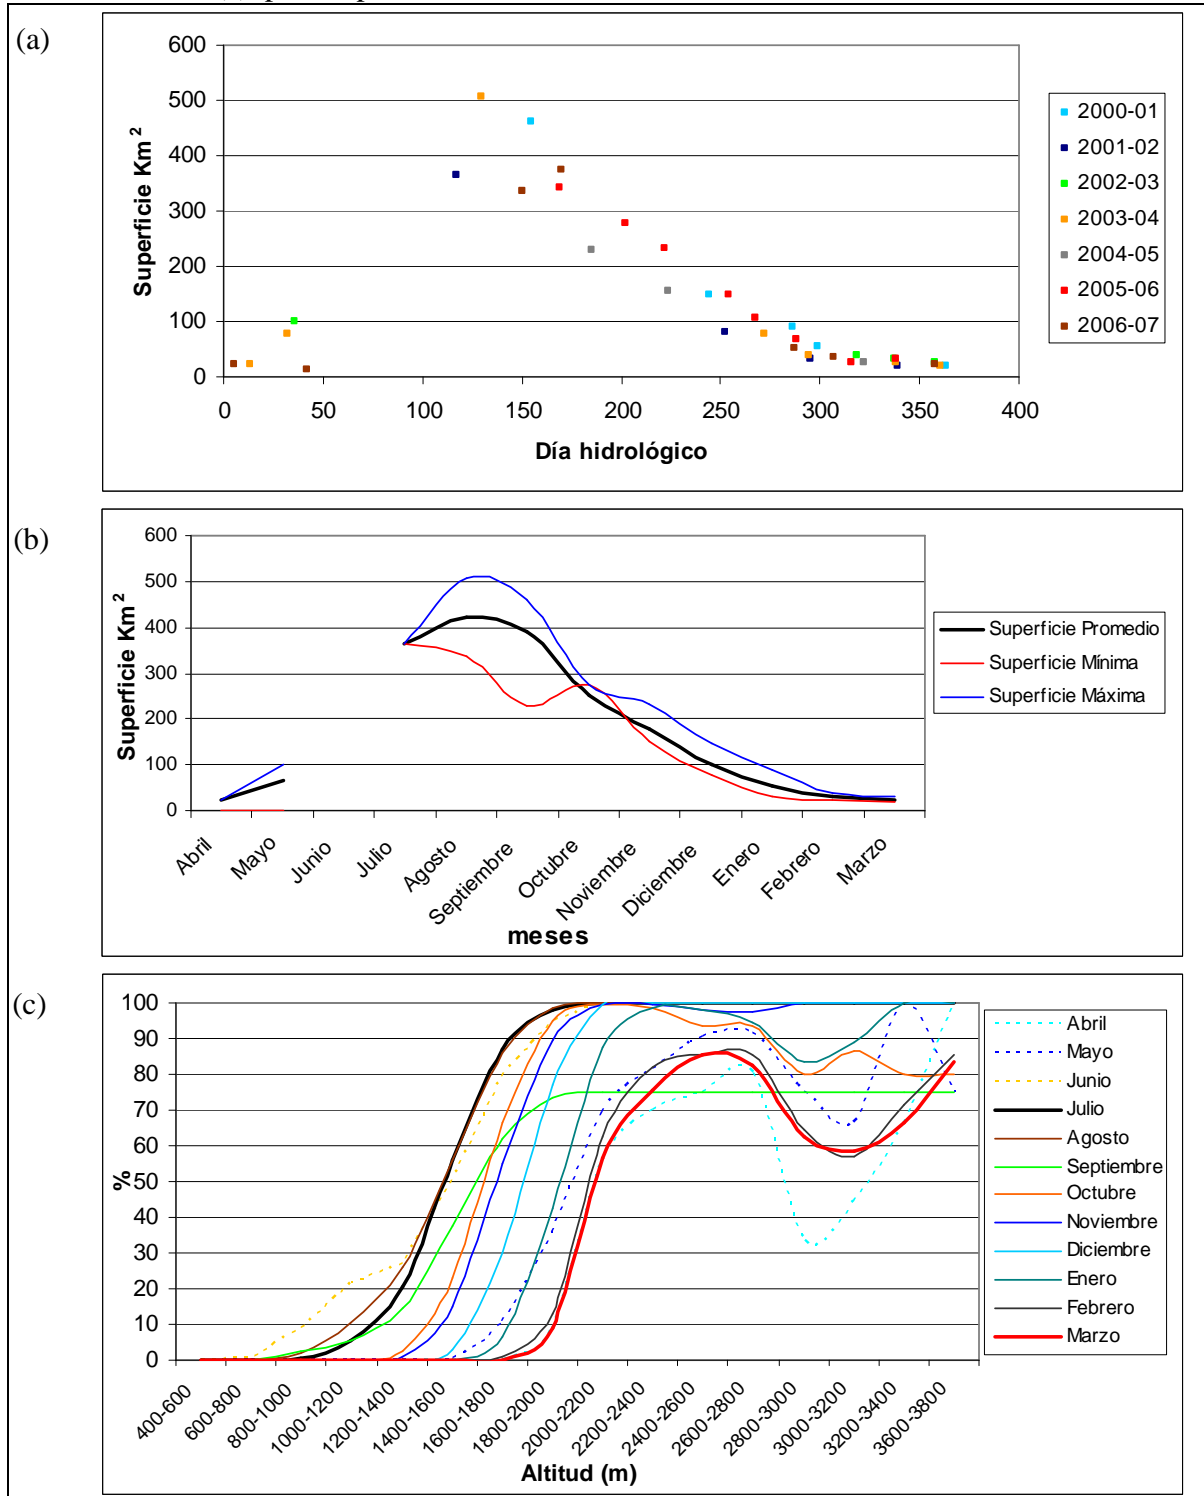 (a)
600
500
400
300
200
100
0
Superficie Km²
0 50 100 150 200 250 300 350 400
Día hidrológico
2000-01
2001-02
2002-03
2003-04
2004-05
2005-06
2006-07
(b)
600
500
400
300
200
100
0
Superficie Km²
Abril Mayo Junio Julio Agosto Septiembre Octubre Noviembre Diciembre Enero Febrero Marzo
meses
Superficie Promedio
Superficie Mínima
Superficie Máxima
(c)
100
90
80
70
60
50
40
30
20
10
0
%
400-600 600-800 800-1000 1000-1200 1200-1400 1400-1600 1600-1800 1800-2000 2000-2200 2200-2400 2400-2600 2600-2800 2800-3000 3000-3200 3200-3400 3600-3800
Altitud (m)
Abril
Mayo
Junio
Julio
Agosto
Septiembre
Octubre
Noviembre
Diciembre
Enero
Febrero
Marzo